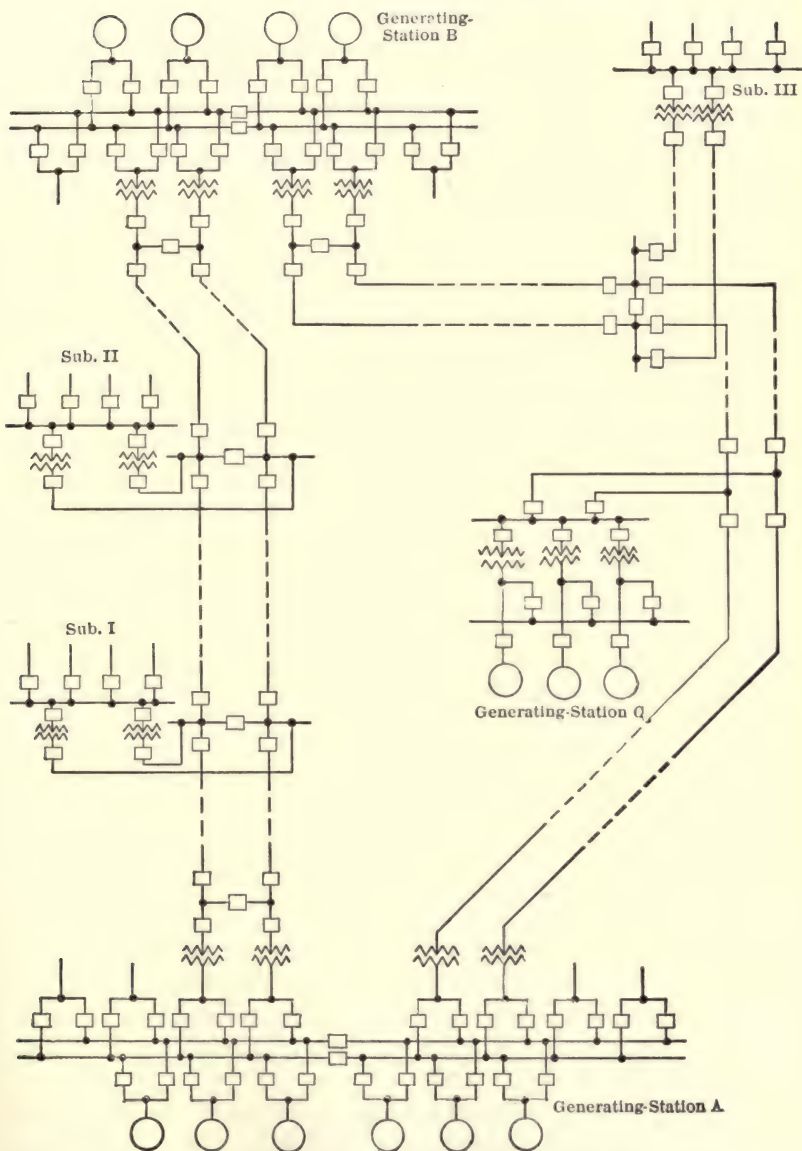 Generating-
Station B
Sub. III
Sub. II
Sub. I
Generating-Station C
Generating-Station A